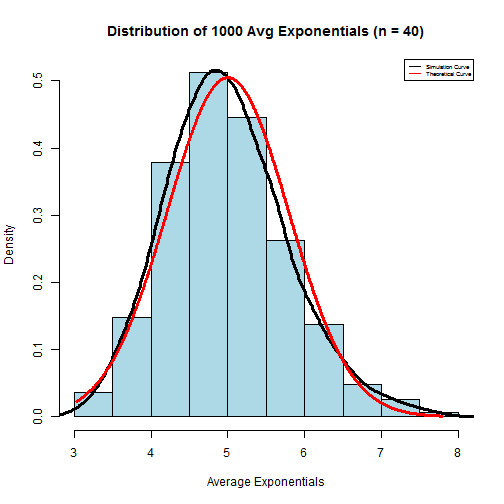 Distribution of 1000 Avg Exponentials (n = 40)
Simulation Curve
Theoretical Curve
0.5
0.4
0.3
0.2
0.1
0.0
Density
3 4 5 6 7 8
Average Exponentials